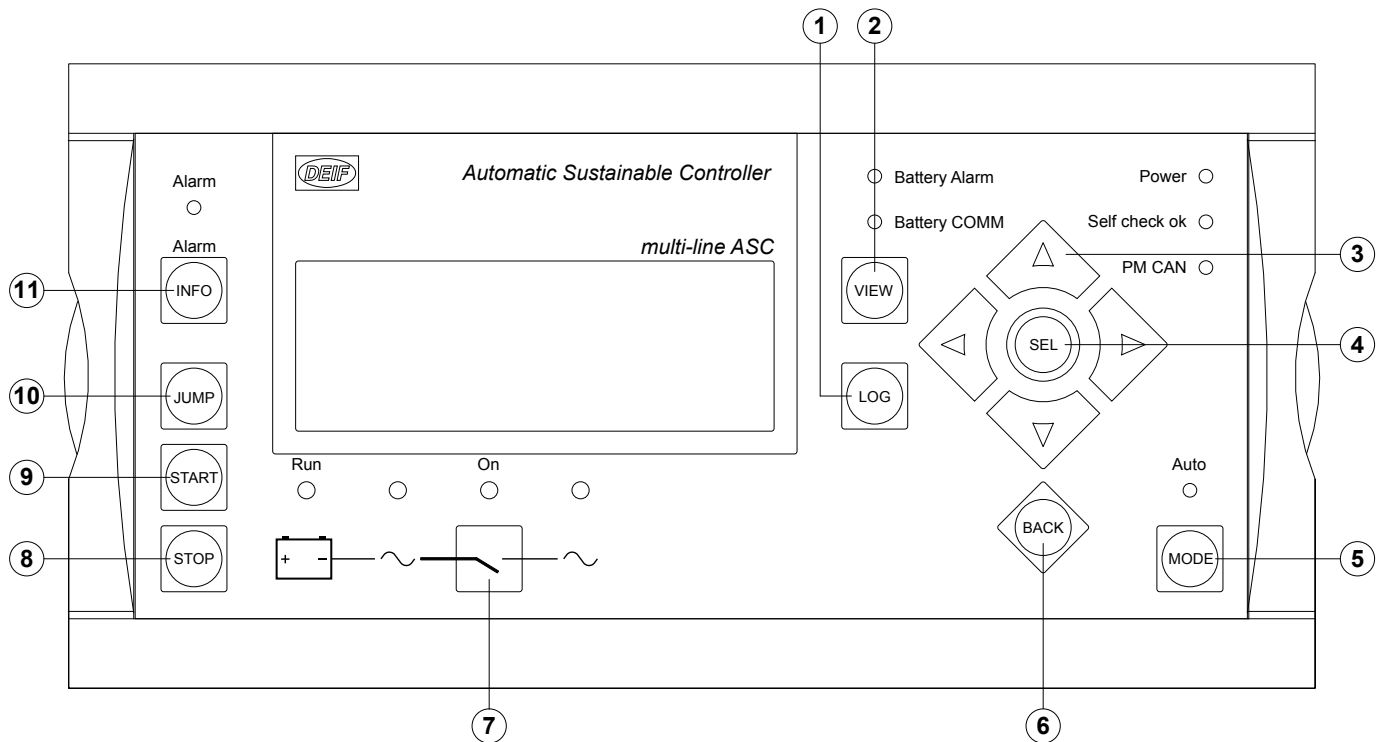 1
2
DEIF
Automatic Sustainable Controller
multi-line ASC
Alarm
Alarm
INFO
11
JUMP
10
START
9
STOP
8
Battery Alarm
Battery COMM
Power
Self check ok
PM CAN
VIEW
3
SEL
4
LOG
Run
On
+ -
7
BACK
6
Auto
MODE
5